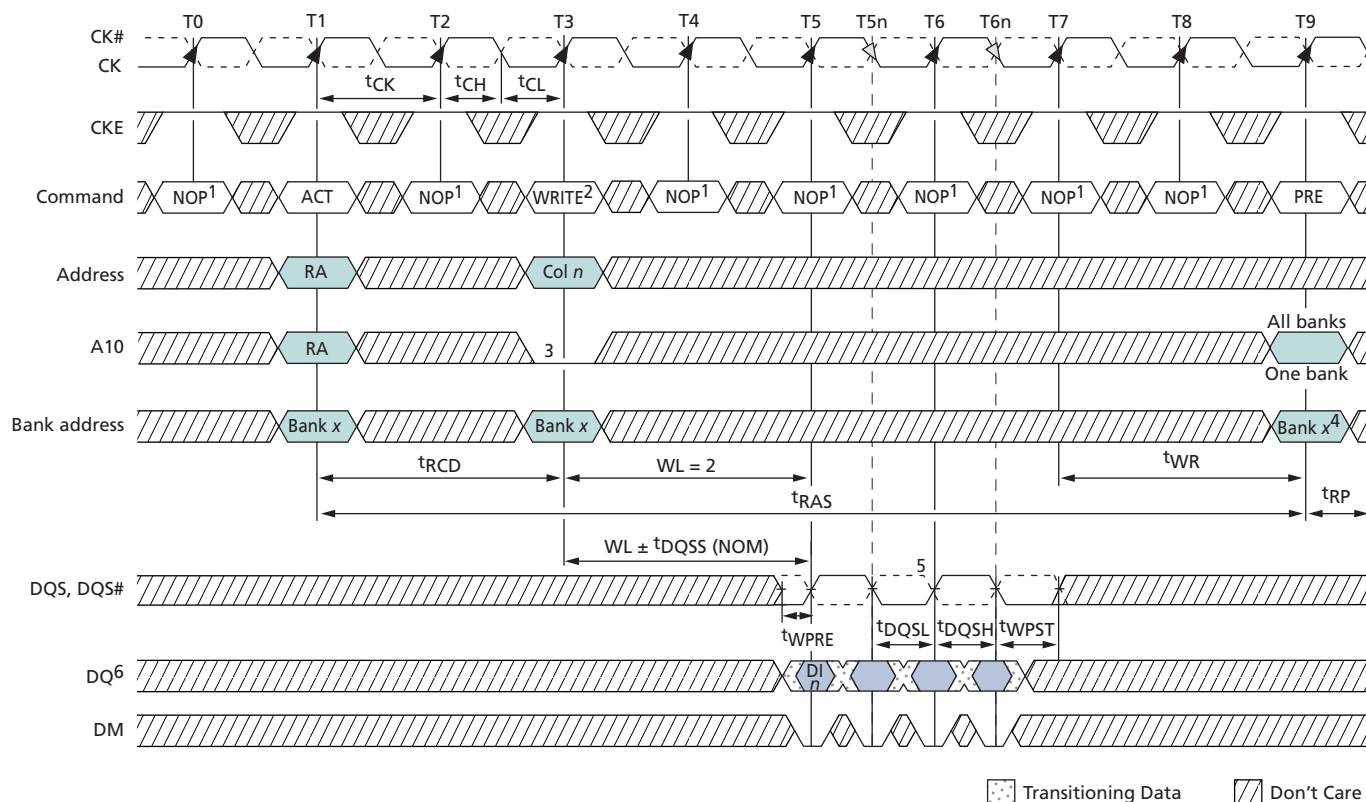 T0 T1 T2 T3 T4 T5 T5n T6 T6n T7 T8 T9
CK#
CK
tCK tCH tCL
CKE
Command NOP1 ACT NOP1 WRITE2 NOP1 NOP1 NOP1 NOP1 NOP1 PRE
Address RA Col n
All banks
A10 RA 3
One bank
Bank address Bank x Bank x Bank x4
tRCD WL = 2 tWR
tRAS tRP
WL ± tDQSS (NOM)
5
DQS, DQS#
tWPRE tDQSL tDQSH tWPST
DQ6 DI
n
DM
Transitioning Data Don't Care